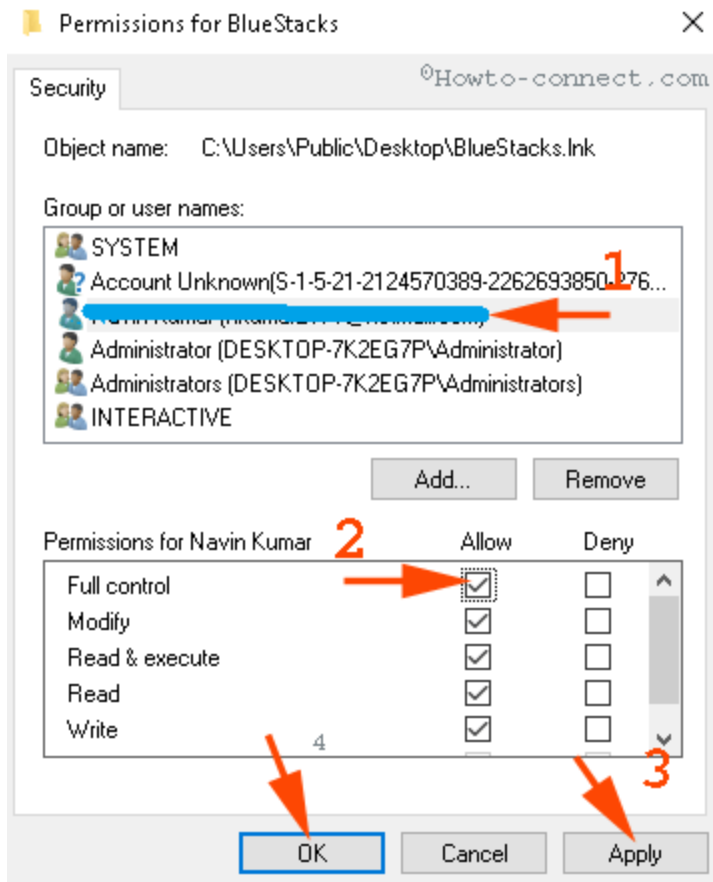 Permissions for BlueStacks
©Howto-connect.com
Security
Object name: C:\Users\Public\Desktop\BlueStacks.lnk
Group or user names:
SYSTEM
1
Account Unknown(S-1-5-21-2124570389-2262693850-276...
Administrator (DESKTOP-7K2EG7P\Administrator)
Administrators (DESKTOP-7K2EG7P\Administrators)
INTERACTIVE
Add... Remove
Permissions for Navin Kumar 2 Allow Deny
Full control
Modify
Read & execute
Read
Write
4
3
OK Cancel Apply